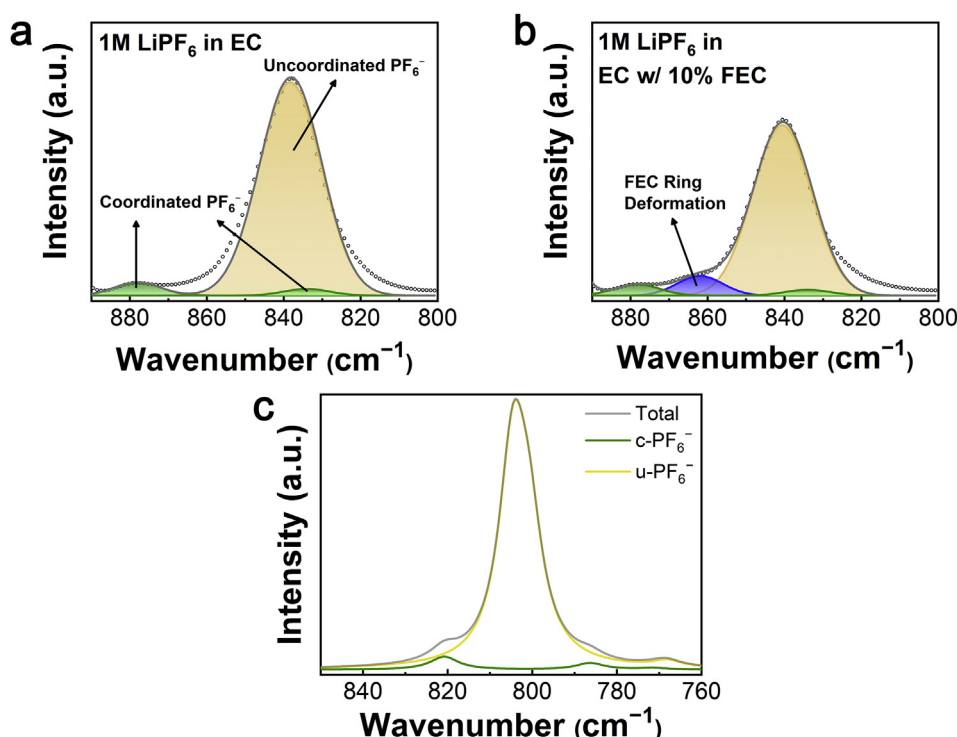 a
1M LiPF₆ in EC
Uncoordinated PF₆⁻
Coordinated PF₆⁻
Intensity (a.u.)
880 860 840 820 800
Wavenumber (cm⁻¹)
b
1M LiPF₆ in
EC w/ 10% FEC
FEC Ring
Deformation
Intensity (a.u.)
880 860 840 820 800
Wavenumber (cm⁻¹)
c
Total
c-PF₆⁻
u-PF₆⁻
Intensity (a.u.)
840 820 800 780 760
Wavenumber (cm⁻¹)